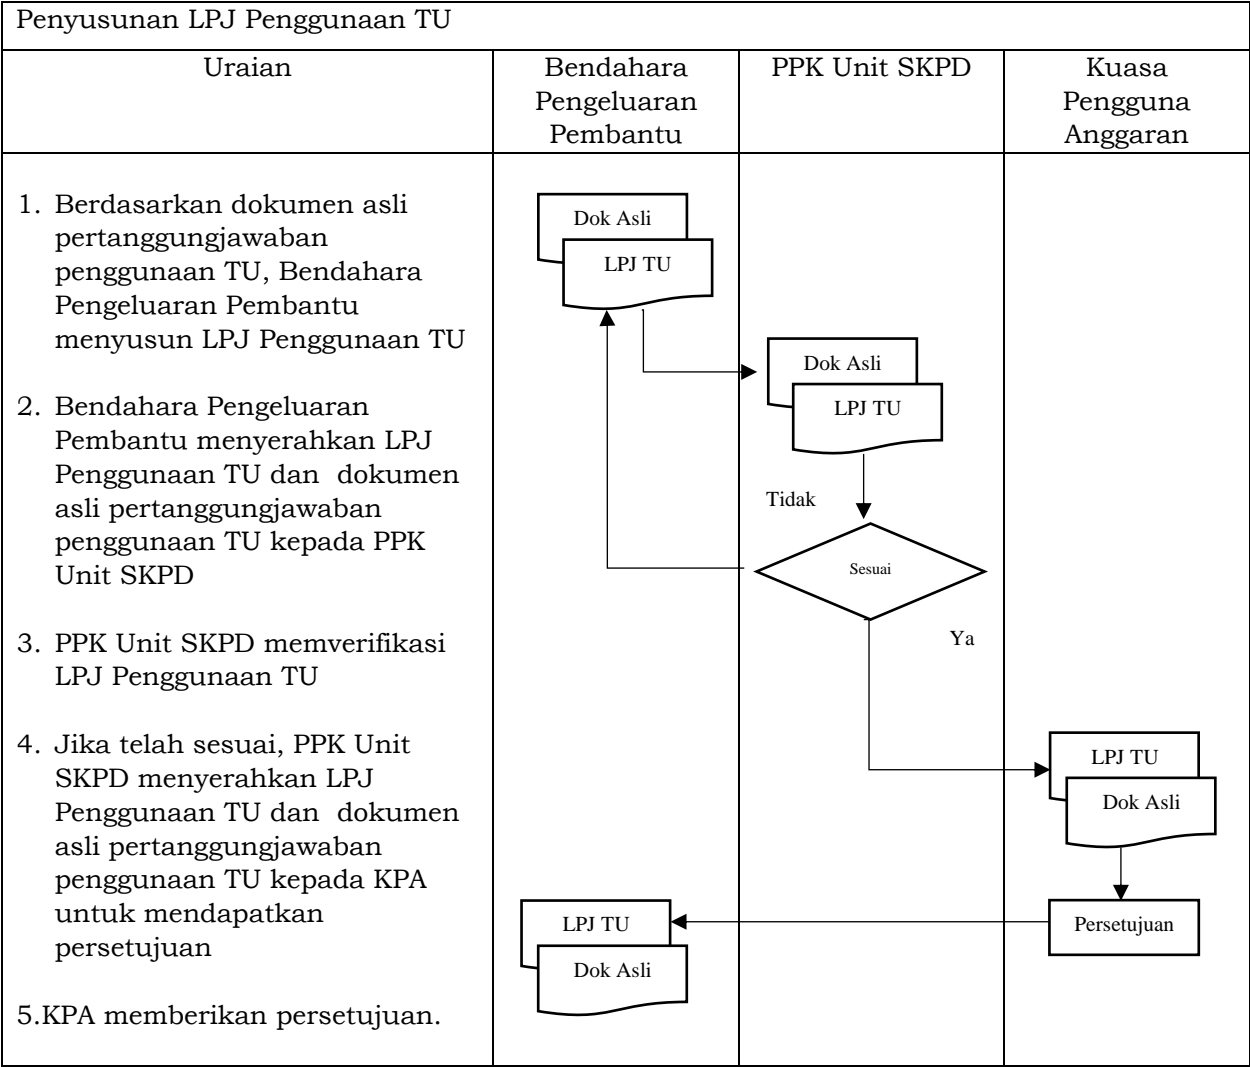 Penyusunan LPJ Penggunaan TU
Uraian
Bendahara
Pengeluaran
Pembantu
PPK Unit SKPD
Kuasa
Pengguna
Anggaran
1. Berdasarkan dokumen asli
pertanggungjawaban
penggunaan TU, Bendahara
Pengeluaran Pembantu
menyusun LPJ Penggunaan TU
2. Bendahara Pengeluaran
Pembantu menyerahkan LPJ
Penggunaan TU dan  dokumen
asli pertanggungjawaban
penggunaan TU kepada PPK
Unit SKPD
3. PPK Unit SKPD memverifikasi
LPJ Penggunaan TU
4. Jika telah sesuai, PPK Unit
SKPD menyerahkan LPJ
Penggunaan TU dan  dokumen
asli pertanggungjawaban
penggunaan TU kepada KPA
untuk mendapatkan
persetujuan
5.KPA memberikan persetujuan.
Dok Asli
LPJ TU
Dok Asli
LPJ TU
Tidak
Sesuai
Ya
LPJ TU
Dok Asli
Persetujuan
LPJ TU
Dok Asli